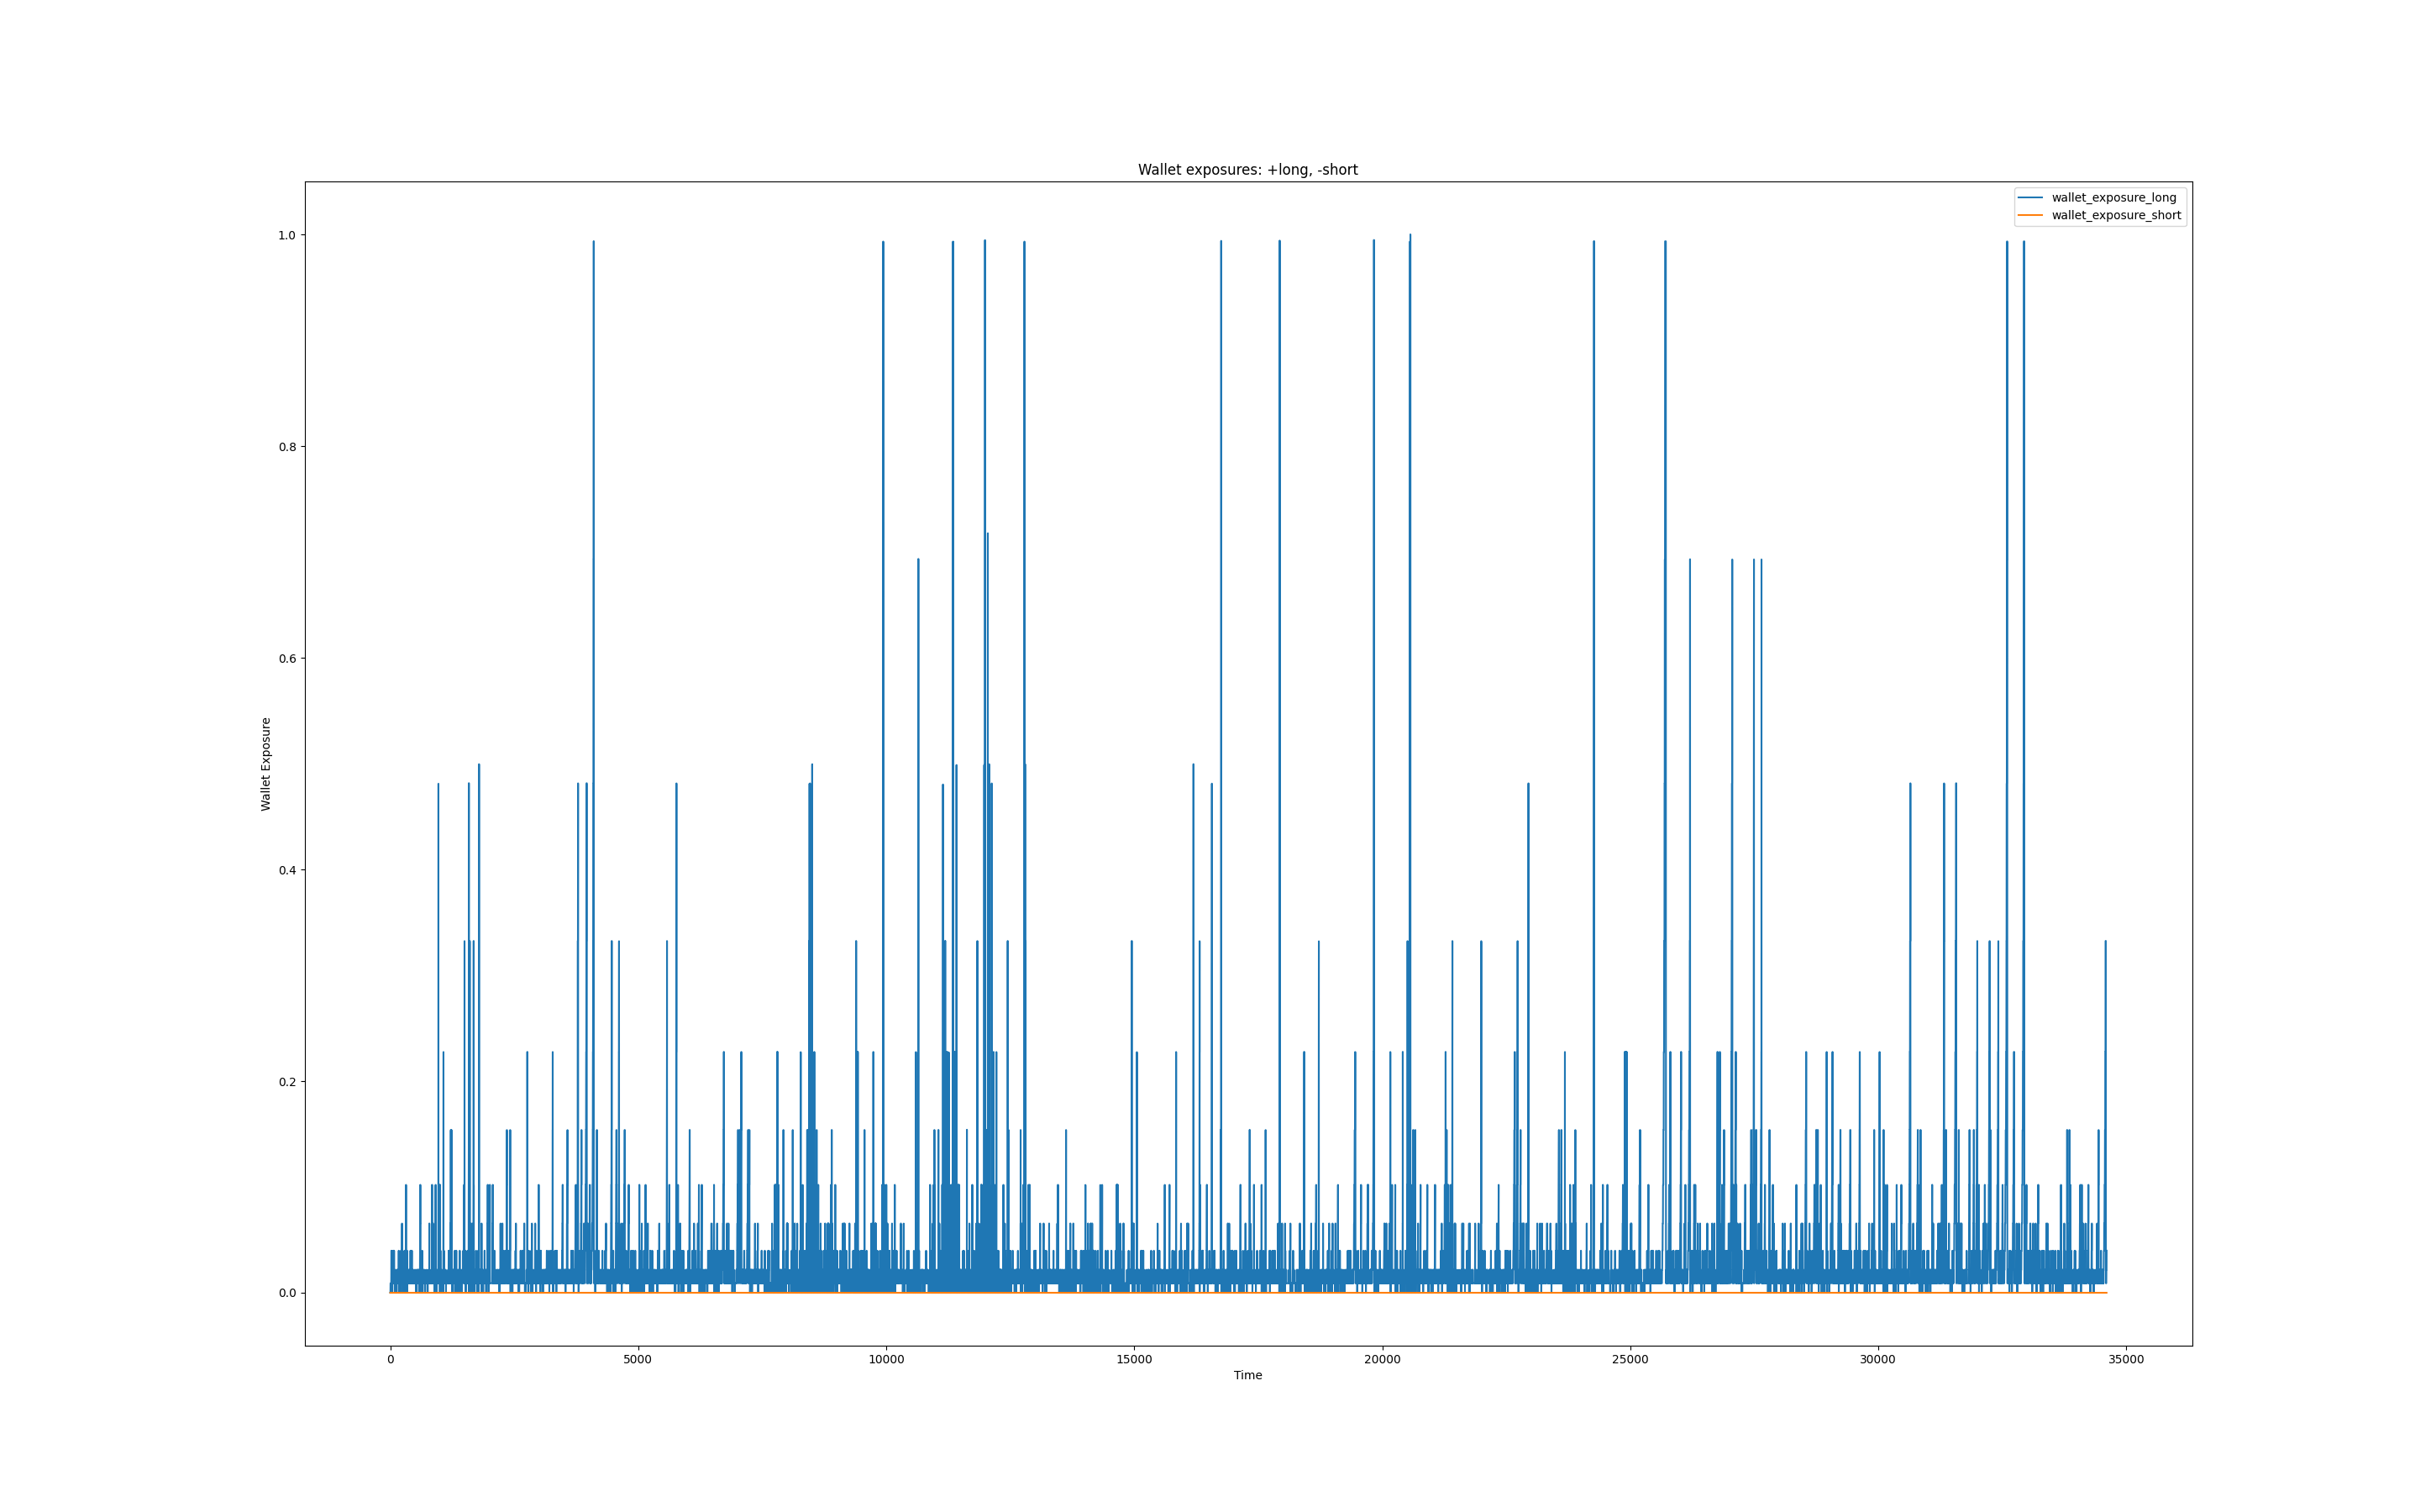 Wallet exposures: +long, -short
wallet_exposure_long
wallet_exposure_short
1.0
0.8
0.6
0.4
0.2
0.0
Wallet Exposure
0 5000 10000 15000 20000 25000 30000 35000
Time